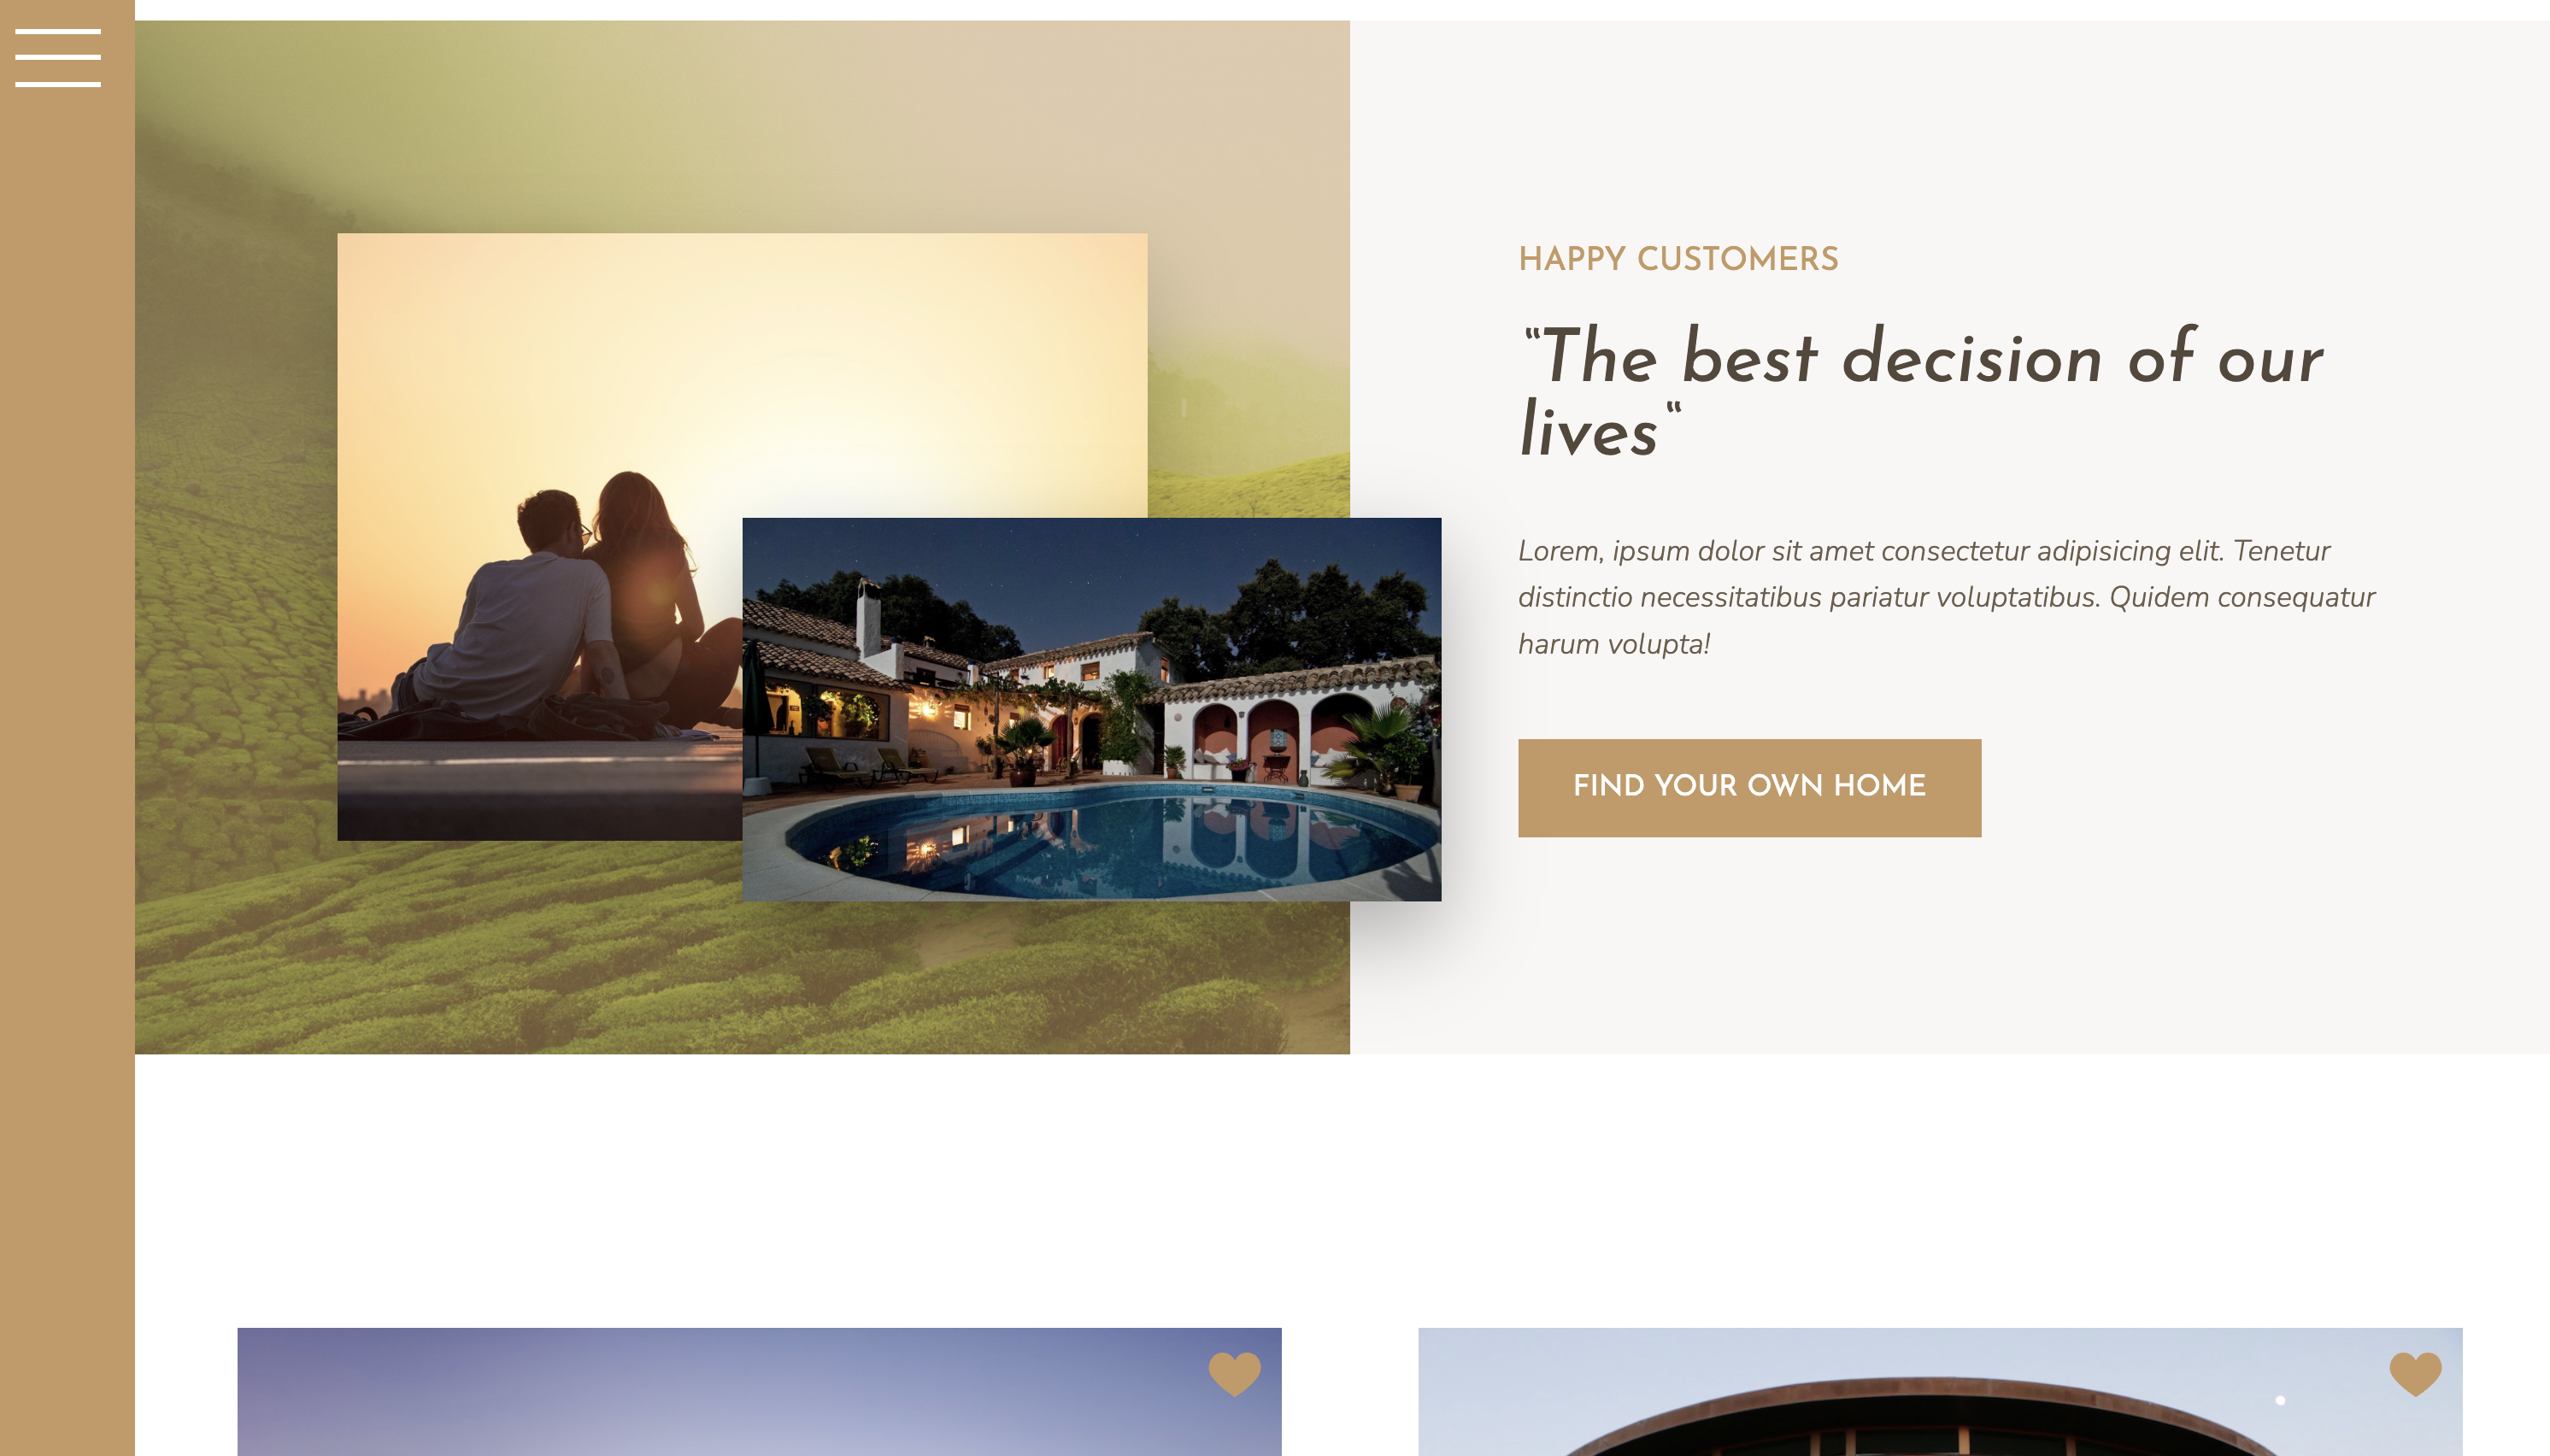 HAPPY CUSTOMERS
“The best decision of our
lives“
Lorem, ipsum dolor sit amet consectetur adipisicing elit. Tenetur
distinctio necessitatibus pariatur voluptatibus. Quidem consequatur
harum volupta!
FIND YOUR OWN HOME